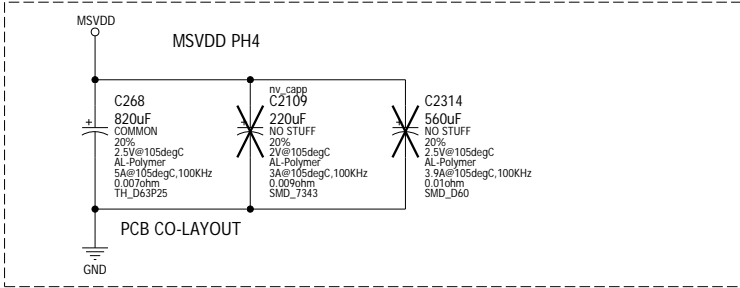 MSVDD
MSVDD PH4
C268
820uF
COMMON
20%
2.5V@105degC
AL-Polymer
5A@105degC,100KHz
0.007ohm
TH_D63P25
nv_capp
C2109
220uF
NO STUFF
20%
2V@105degC
AL-Polymer
3A@105degC,100KHz
0.009ohm
SMD_7343
C2314
560uF
NO STUFF
20%
2.5V@105degC
AL-Polymer
3.9A@105degC,100KHz
0.01ohm
SMD_D60
+
+
+
PCB CO-LAYOUT
GND